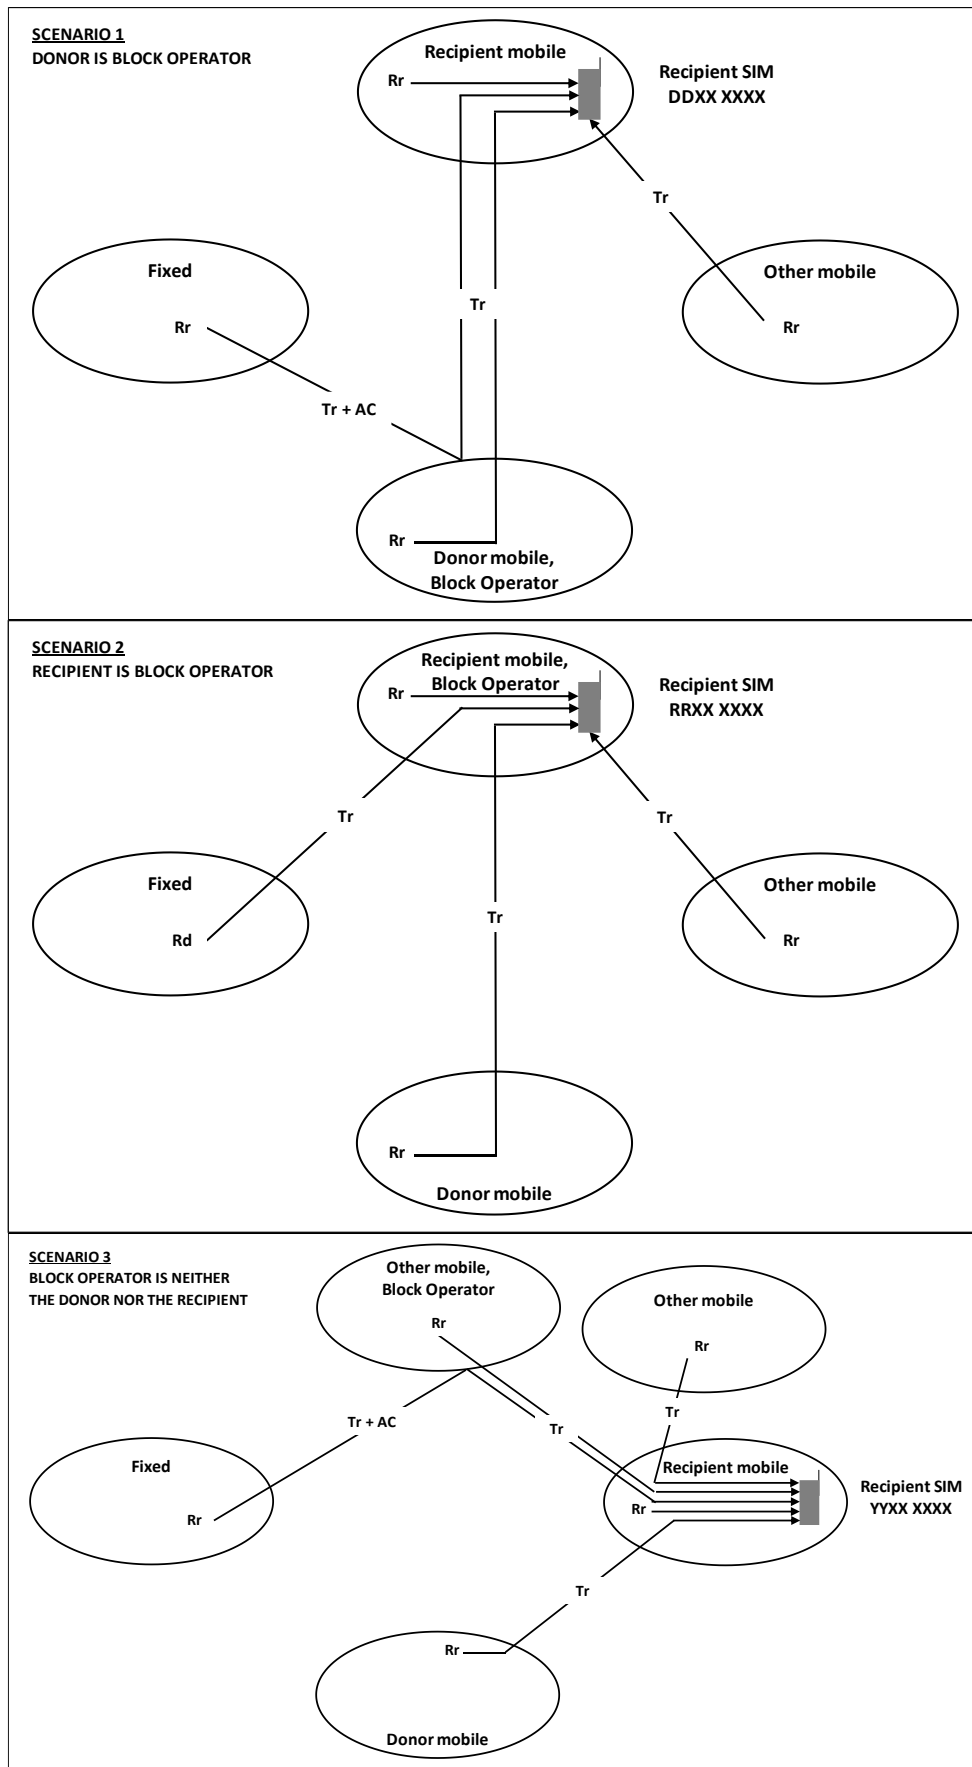 SCENARIO 1
DONOR IS BLOCK OPERATOR
Recipient mobile
Rr
Recipient SIM
DDXX XXXX
Tr
Fixed
Rr
Other mobile
Rr
Tr
Tr + AC
Rr
Donor mobile,
Block Operator
SCENARIO 2
RECIPIENT IS BLOCK OPERATOR
Recipient mobile,
Block Operator
Rr
Recipient SIM
RRXX XXXX
Tr
Tr
Fixed
Rd
Other mobile
Rr
Tr
Rr
Donor mobile
SCENARIO 3
BLOCK OPERATOR IS NEITHER
THE DONOR NOR THE RECIPIENT
Other mobile,
Block Operator
Rr
Other mobile
Rr
Tr + AC
Tr
Tr
Fixed
Rr
Recipient mobile
Rr
Recipient SIM
YYXX XXXX
Tr
Rr
Donor mobile